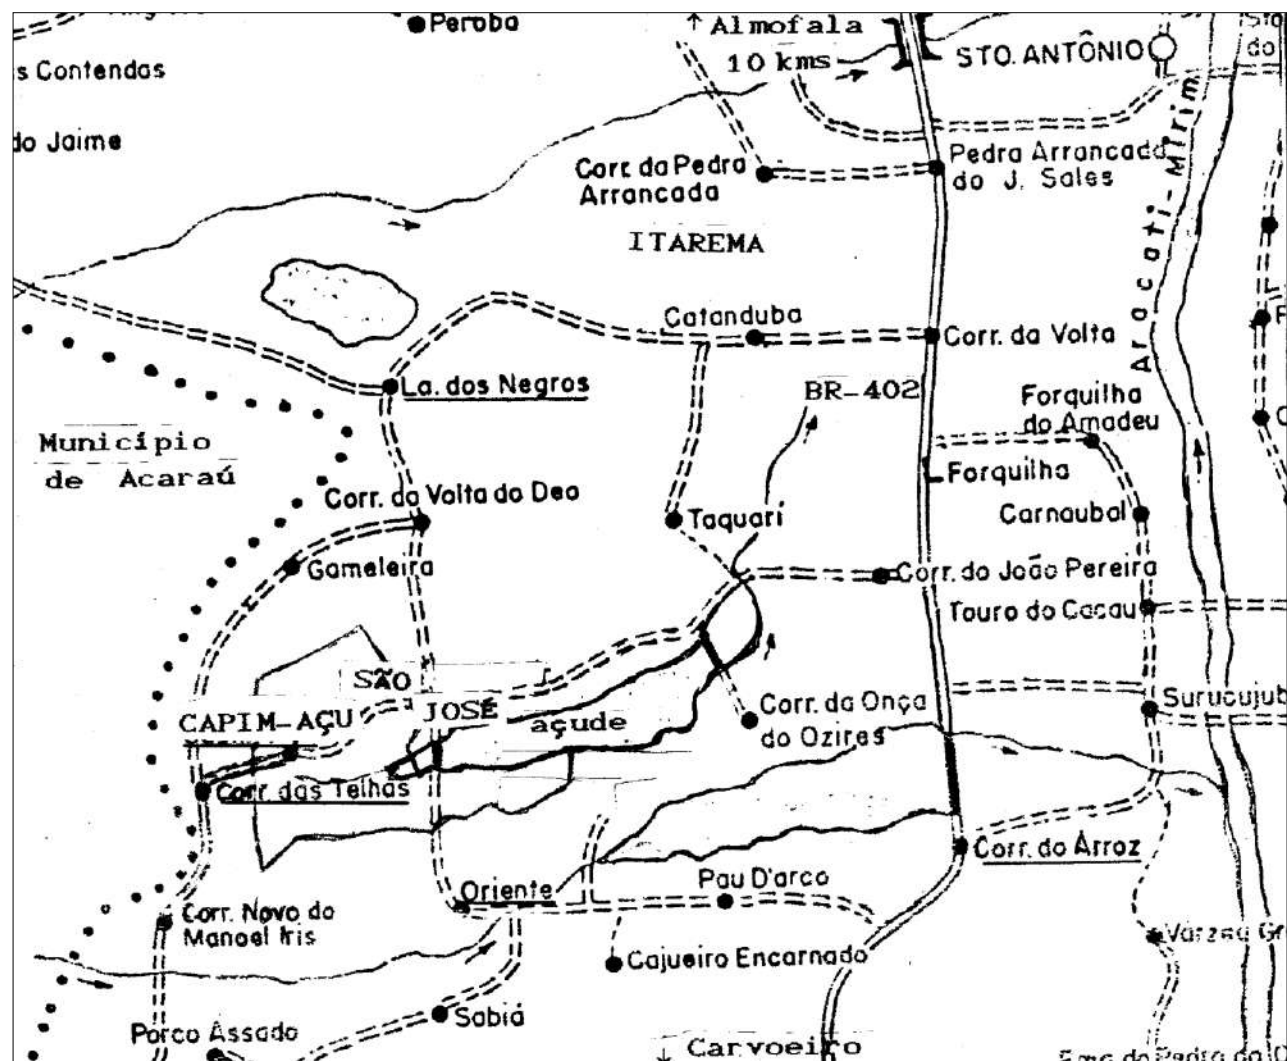 Peroba
Almofala
10 kms
STO. ANTÔNIO
do
s Contendas
do Jaime
Corr. da Pedra
Arrancada
Pedra Arrancada
do J. Sales
Aracati-Mirim
ITAREMA
Catanduba
Corr. da Volta
La. dos Negros
BR-402
Forquilha
do Amadeu
Município
de Acaraú
Forquilha
Corr. da Volta do Deo
Taquari
Carnaubal
Gameleira
Corr. do João Pereira
Touro do Cacau
SÃO
JOSÉ
CAPIM-AÇU
açude
Corr. da Onça
do Ozires
Surucujub
Corr. das Telhas
Corr. do Arroz
Oriente
Pau D'arco
Corr. Novo do
Manoel Iris
Cajueiro Encarnado
Várzea Gr
Sabiá
Porco Assado
Carvoeiro